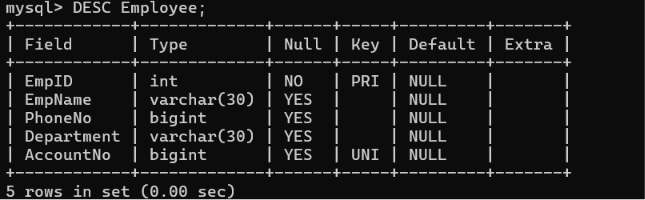 mysql> DESC Employee;
+------------+-------------+------+-----+---------+-------+
| Field      | Type        | Null | Key | Default | Extra |
+------------+-------------+------+-----+---------+-------+
| EmpID      | int         | NO   | PRI | NULL    |       |
| EmpName    | varchar(30) | YES  |     | NULL    |       |
| PhoneNo    | bigint      | YES  |     | NULL    |       |
| Department | varchar(30) | YES  |     | NULL    |       |
| AccountNo  | bigint      | YES  | UNI | NULL    |       |
+------------+-------------+------+-----+---------+-------+
5 rows in set (0.00 sec)